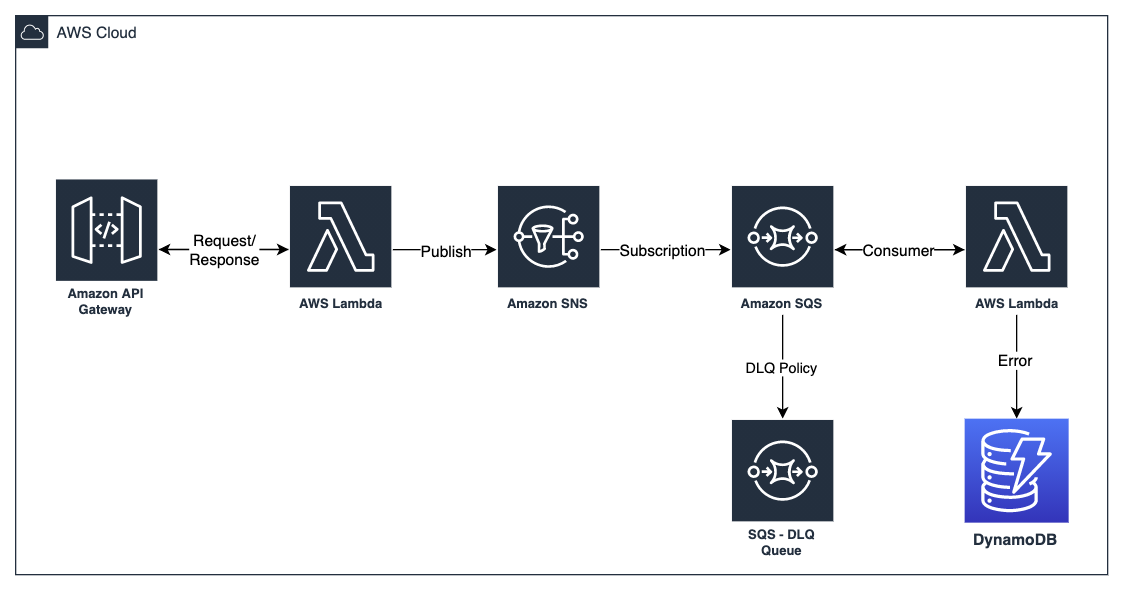 AWS Cloud
Request/
Response
Publish
Subscription
Consumer
</>
Amazon API
Gateway
AWS Lambda
Amazon SNS
Amazon SQS
AWS Lambda
DLQ Policy
Error
SQS - DLQ
Queue
DynamoDB